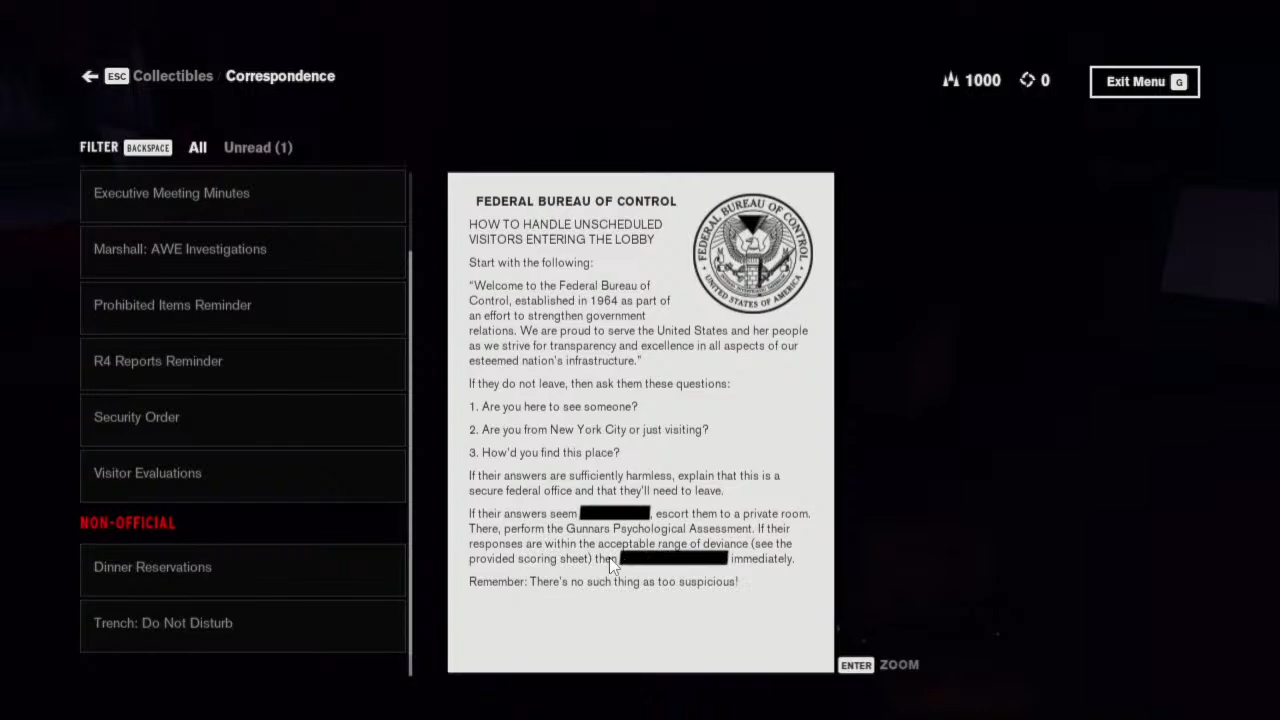 ESC Collectibles / Correspondence
1000
0
Exit Menu G
FILTER BACKSPACE All Unread (1)
Executive Meeting Minutes
Marshall: AWE Investigations
Prohibited Items Reminder
R4 Reports Reminder
Security Order
Visitor Evaluations
NON-OFFICIAL
Dinner Reservations
Trench: Do Not Disturb
FEDERAL BUREAU OF CONTROL
HOW TO HANDLE UNSCHEDULED
VISITORS ENTERING THE LOBBY
FEDERAL BUREAU OF CONTROL
UNITED STATES OF AMERICA
Start with the following:
"Welcome to the Federal Bureau of
Control, established in 1964 as part of
an effort to strengthen government
relations. We are proud to serve the United States and her people
as we strive for transparency and excellence in all aspects of our
esteemed nation's infrastructure."
If they do not leave, then ask them these questions:
1. Are you here to see someone?
2. Are you from New York City or just visiting?
3. How'd you find this place?
If their answers are sufficiently harmless, explain that this is a
secure federal office and that they'll need to leave.
If their answers seem , escort them to a private room.
There, perform the Gunnars Psychological Assessment. If their
responses are within the acceptable range of deviance (see the
provided scoring sheet) then immediately.
Remember: There's no such thing as too suspicious!
ENTER ZOOM